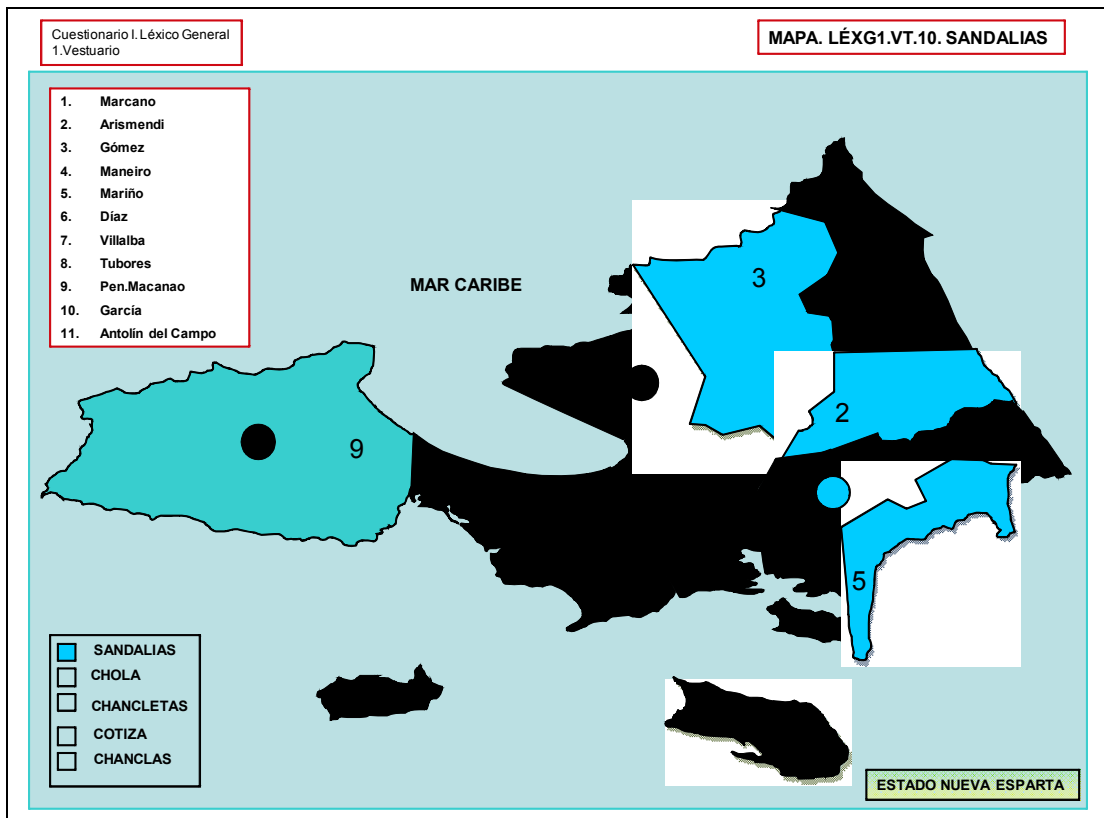 Cuestionario I. Léxico General
1.Vestuario
MAPA. LÉXG1.VT.10. SANDALIAS
1. Marcano
2. Arismendi
3. Gómez
4. Maneiro
5. Mariño
6. Díaz
7. Villalba
8. Tubores
9. Pen.Macanao
10. García
11. Antolín del Campo
MAR CARIBE
3
2
9
5
SANDALIAS
CHOLA
CHANCLETAS
COTIZA
CHANCLAS
ESTADO NUEVA ESPARTA